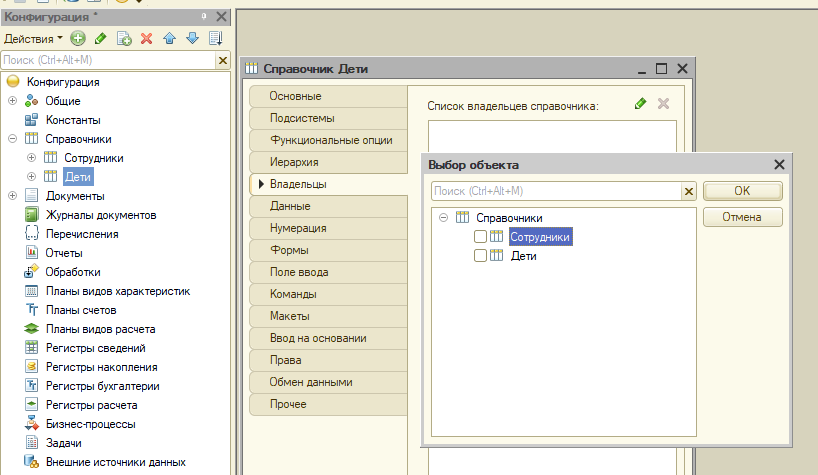 Конфигурация *
Действия
Поиск (Ctrl+Alt+M)
Конфигурация
Общие
Константы
Справочники
Сотрудники
Дети
Документы
Журналы документов
Перечисления
Отчеты
Обработки
Планы видов характеристик
Планы счетов
Планы видов расчета
Регистры сведений
Регистры накопления
Регистры бухгалтерии
Регистры расчета
Бизнес-процессы
Задачи
Внешние источники данных
Справочник Дети
Основные
Подсистемы
Функциональные опции
Иерархия
Владельцы
Данные
Нумерация
Формы
Поле ввода
Команды
Макеты
Ввод на основании
Права
Обмен данными
Прочее
Список владельцев справочника:
Выбор объекта
Поиск (Ctrl+Alt+M)
OK
Отмена
Справочники
Сотрудники
Дети